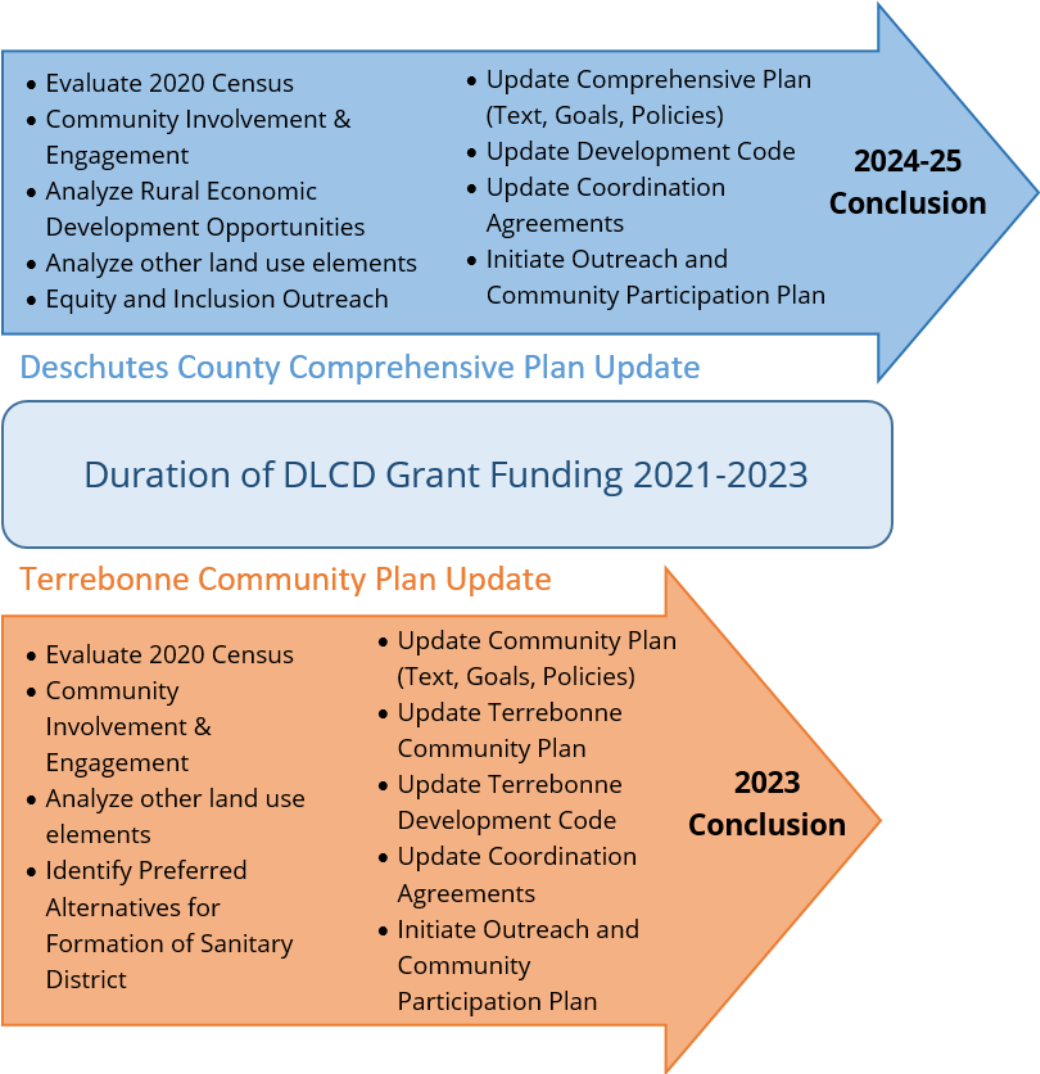 • Evaluate 2020 Census
• Community Involvement &
Engagement
• Analyze Rural Economic
Development Opportunities
• Analyze other land use elements
• Equity and Inclusion Outreach
• Update Comprehensive Plan
(Text, Goals, Policies)
• Update Development Code
• Update Coordination
Agreements
• Initiate Outreach and
Community Participation Plan
2024-25
Conclusion
Deschutes County Comprehensive Plan Update
Duration of DLCD Grant Funding 2021-2023
Terrebonne Community Plan Update
• Evaluate 2020 Census
• Community
Involvement &
Engagement
• Analyze other land use
elements
• Identify Preferred
Alternatives for
Formation of Sanitary
District
• Update Community Plan
(Text, Goals, Policies)
• Update Terrebonne
Community Plan
• Update Terrebonne
Development Code
• Update Coordination
Agreements
• Initiate Outreach and
Community
Participation Plan
2023
Conclusion